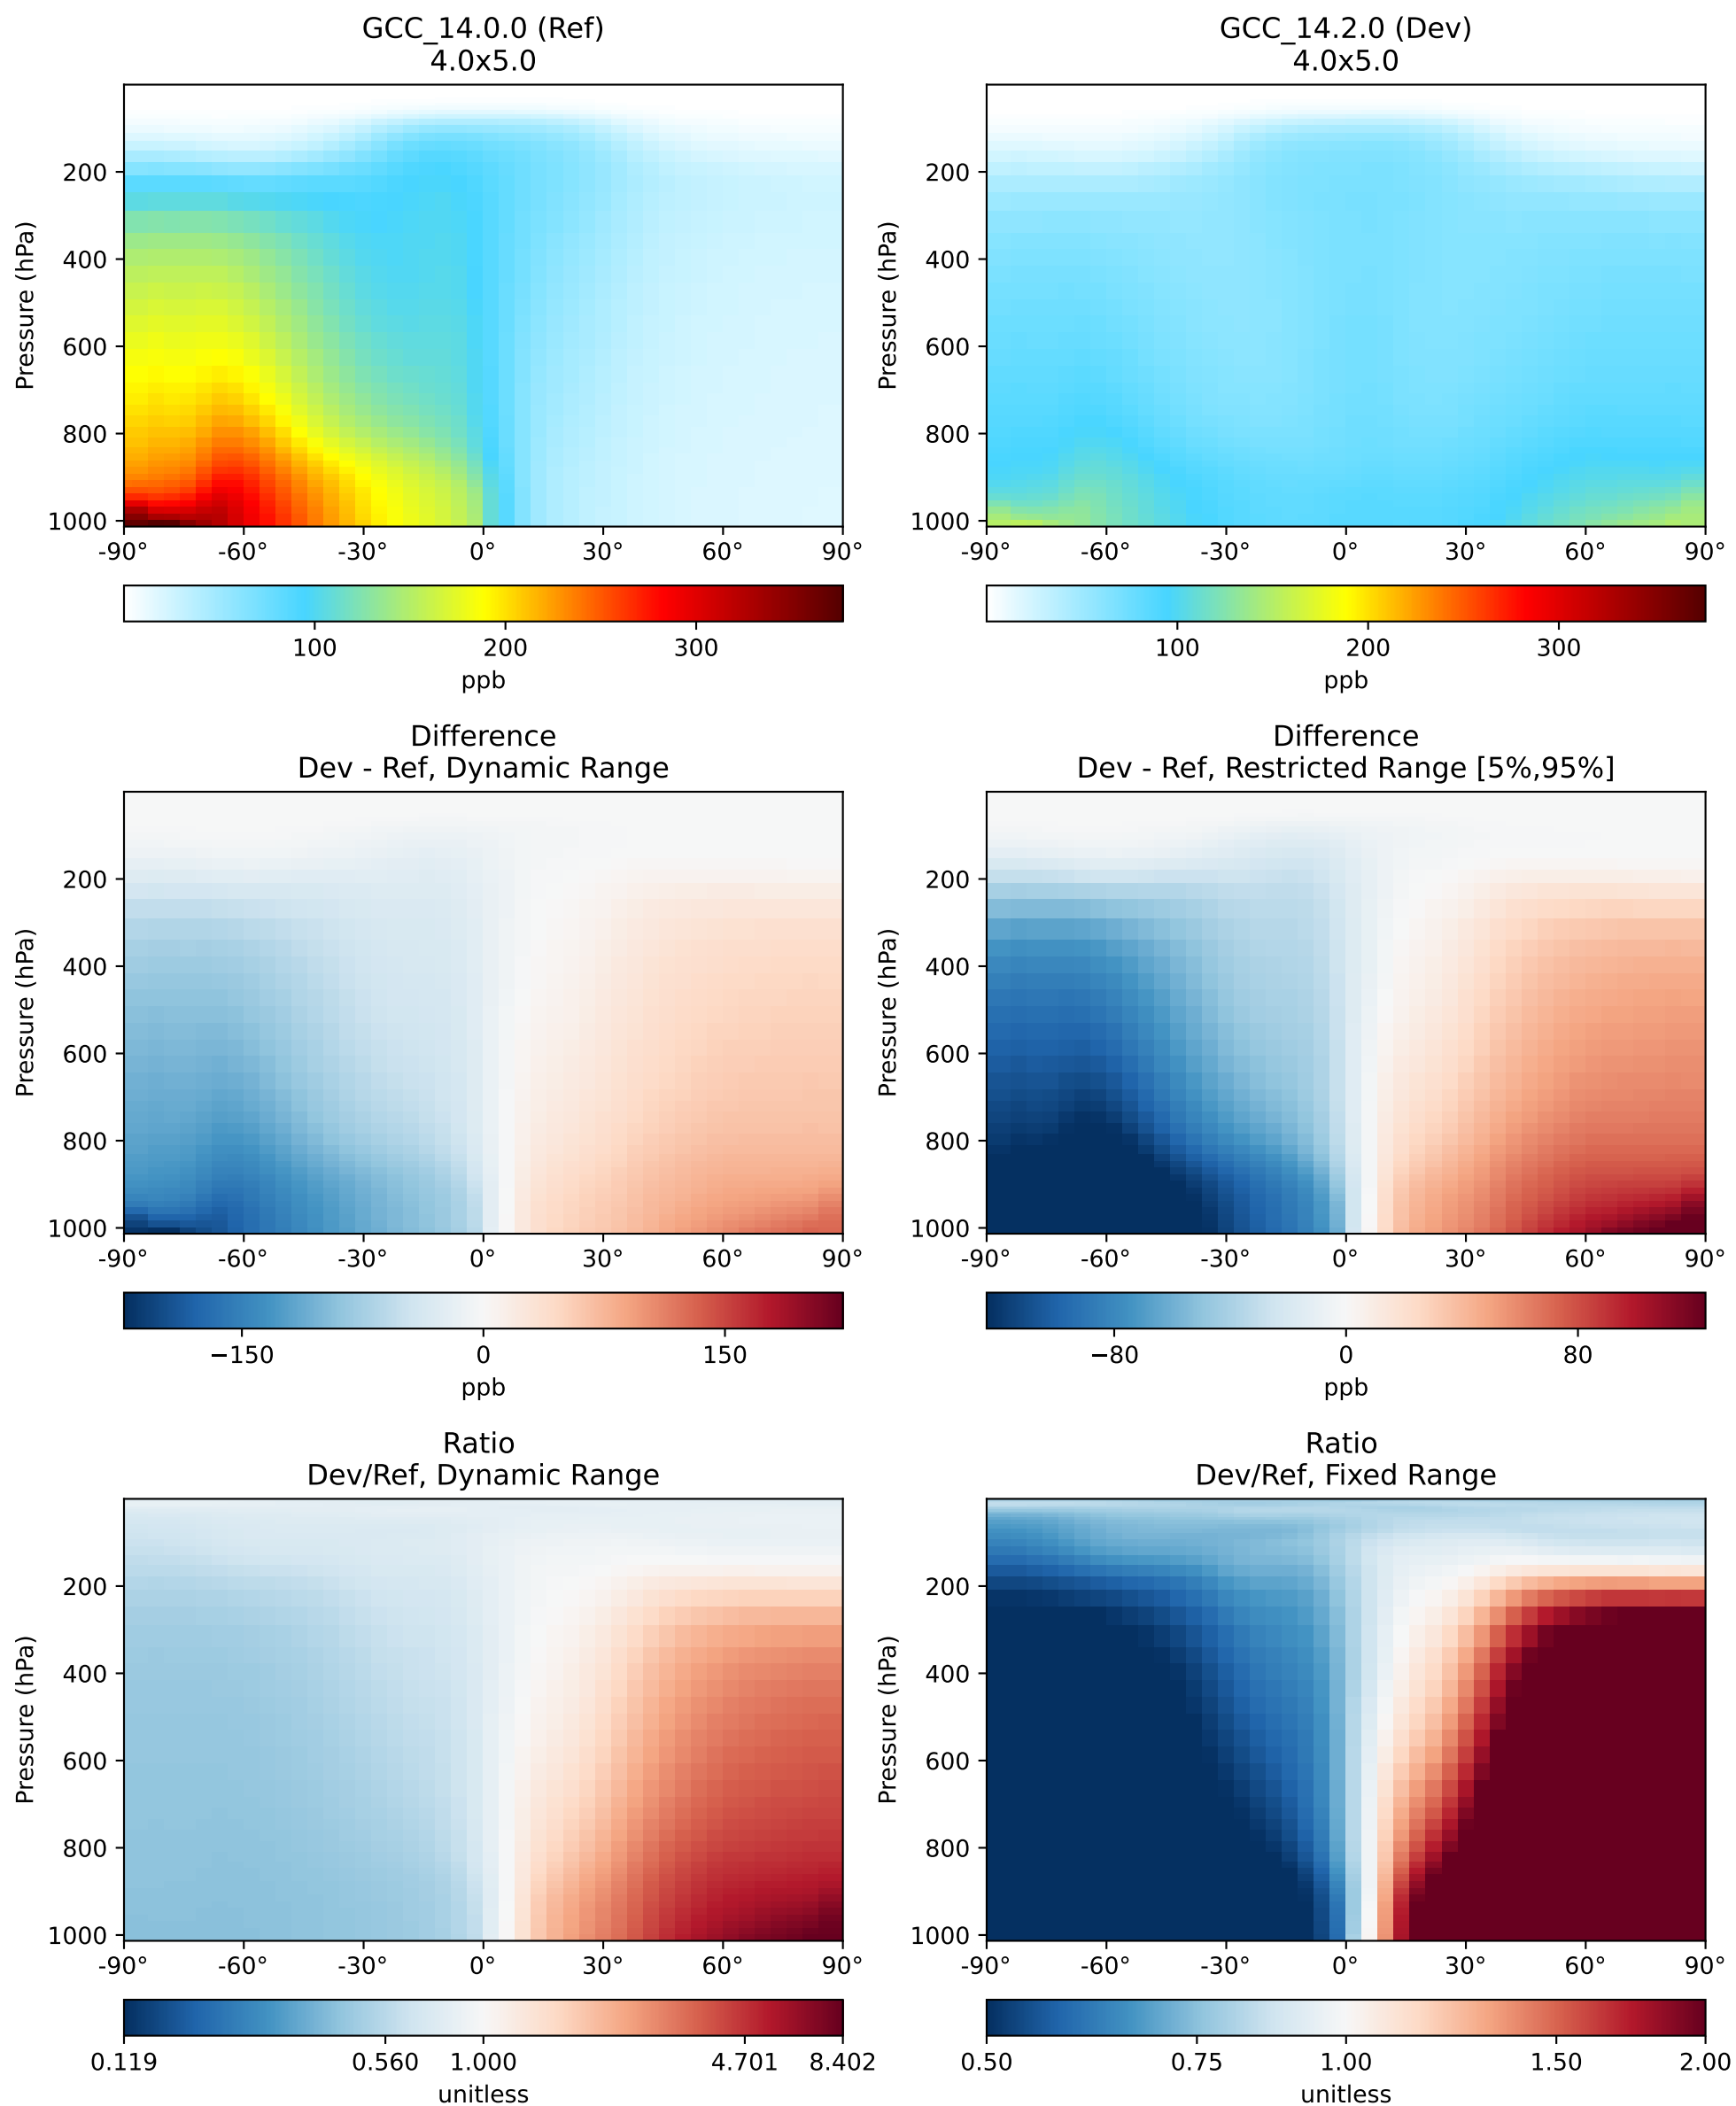 GCC_14.0.0 (Ref)
4.0x5.0
Pressure (hPa)
200
400
600
800
1000
-90° -60° -30° 0° 30° 60° 90°
100 200 300
ppb
GCC_14.2.0 (Dev)
4.0x5.0
Pressure (hPa)
200
400
600
800
1000
-90° -60° -30° 0° 30° 60° 90°
100 200 300
ppb
Difference
Dev - Ref, Dynamic Range
Pressure (hPa)
200
400
600
800
1000
-90° -60° -30° 0° 30° 60° 90°
−150 0 150
ppb
Difference
Dev - Ref, Restricted Range [5%,95%]
Pressure (hPa)
200
400
600
800
1000
-90° -60° -30° 0° 30° 60° 90°
−80 0 80
ppb
Ratio
Dev/Ref, Dynamic Range
Pressure (hPa)
200
400
600
800
1000
-90° -60° -30° 0° 30° 60° 90°
0.119 0.560 1.000 4.701 8.402
unitless
Ratio
Dev/Ref, Fixed Range
Pressure (hPa)
200
400
600
800
1000
-90° -60° -30° 0° 30° 60° 90°
0.50 0.75 1.00 1.50 2.00
unitless